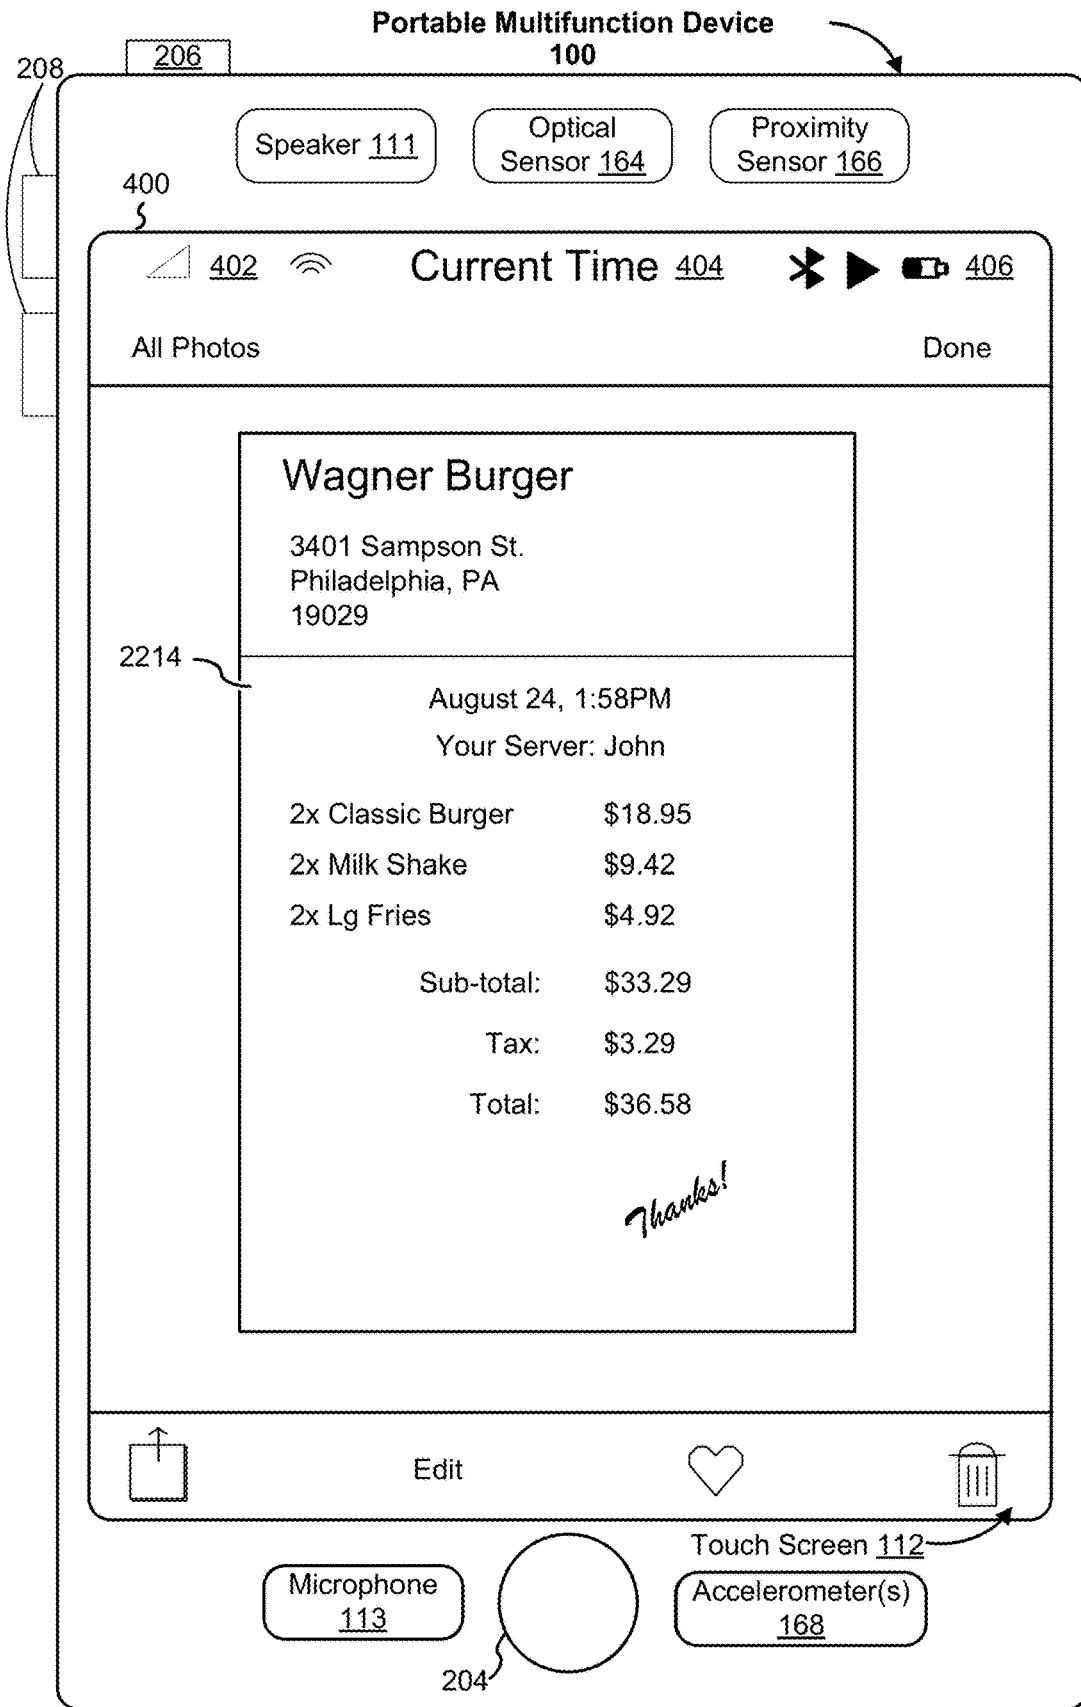 Portable Multifunction Device
100
206
208
Speaker 111
Optical
Sensor 164
Proximity
Sensor 166
400
402
Current Time 404
406
All Photos
Done
Wagner Burger
3401 Sampson St.
Philadelphia, PA
19029
2214
August 24, 1:58PM
Your Server: John
2x Classic Burger $18.95
2x Milk Shake $9.42
2x Lg Fries $4.92
Sub-total: $33.29
Tax: $3.29
Total: $36.58
Thanks!
Edit
Touch Screen 112
Microphone
113
Accelerometer(s)
168
204